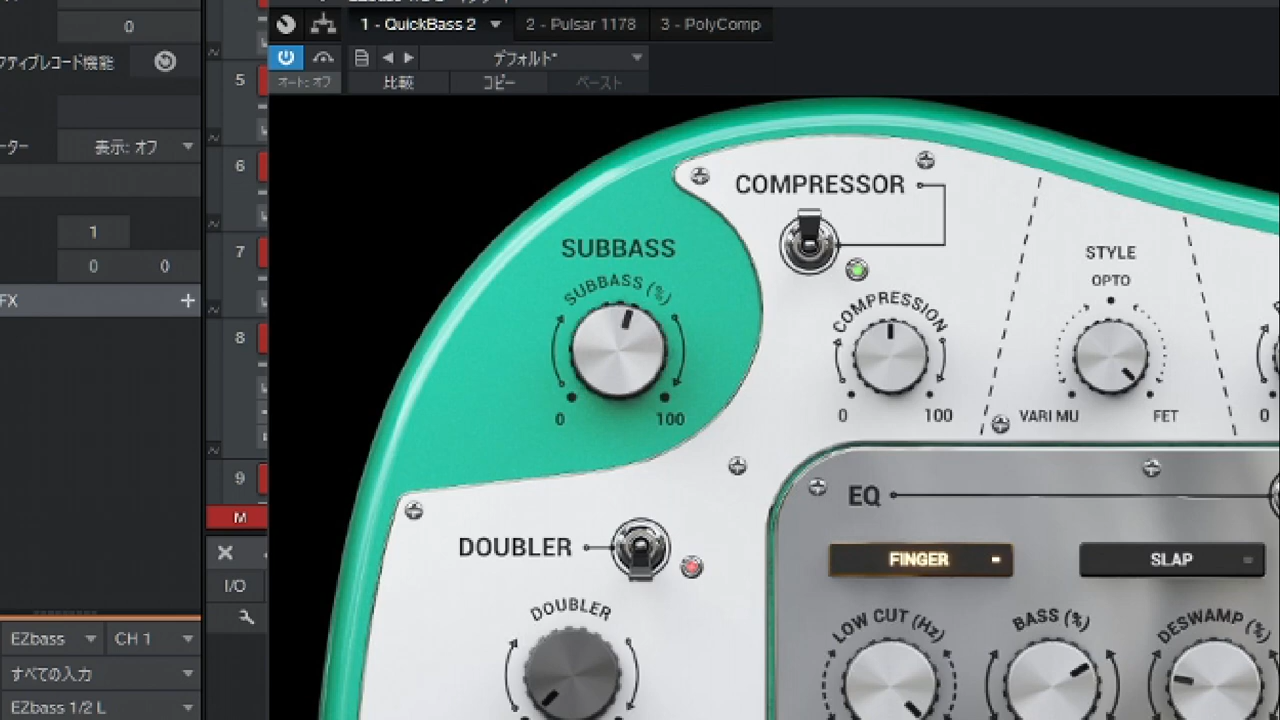 0
1 - QuickBass 2
2 - Pulsar 1178
3 - PolyComp
クティブレコード機能
デフォルト*
オート: オフ
比較
コピー
ペースト
5
ーター
表示: オフ
6
COMPRESSOR
1
7
SUBBASS
STYLE
0 0
SUBBASS (%)
OPTO
FX +
COMPRESSION
8
0 100
0 100
VARI MU
FET
0
9
EQ
M
DOUBLER
FINGER
SLAP
I/O
DOUBLER
LOW CUT (Hz)
BASS (%)
DESWAMP (%)
EZbass
CH 1
すべての入力
EZbass 1/2 L